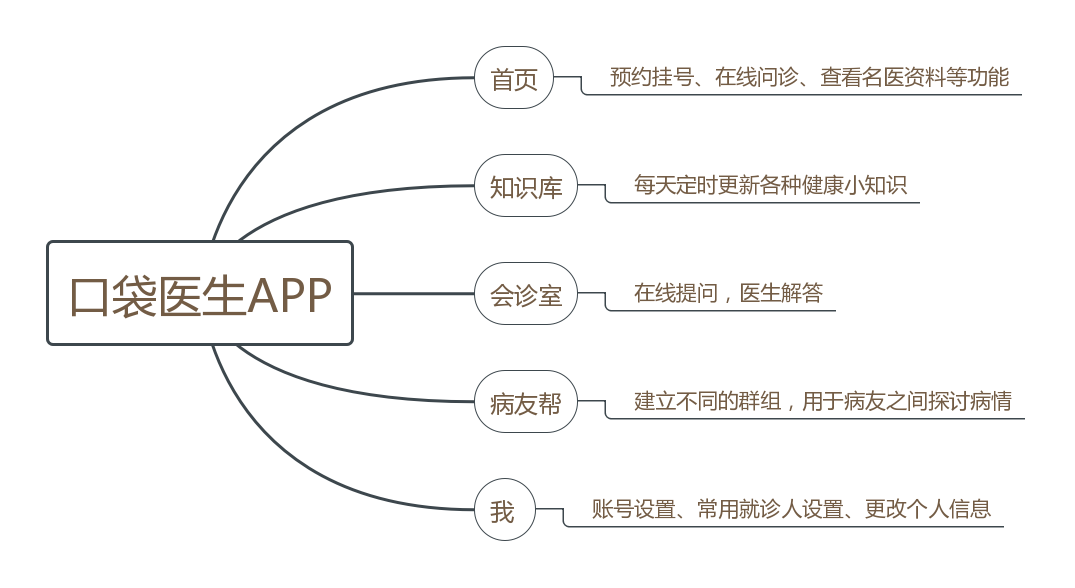 口袋医生APP
首页
预约挂号、在线问诊、查看名医资料等功能
知识库
每天定时更新各种健康小知识
会诊室
在线提问，医生解答
病友帮
建立不同的群组，用于病友之间探讨病情
我
账号设置、常用就诊人设置、更改个人信息